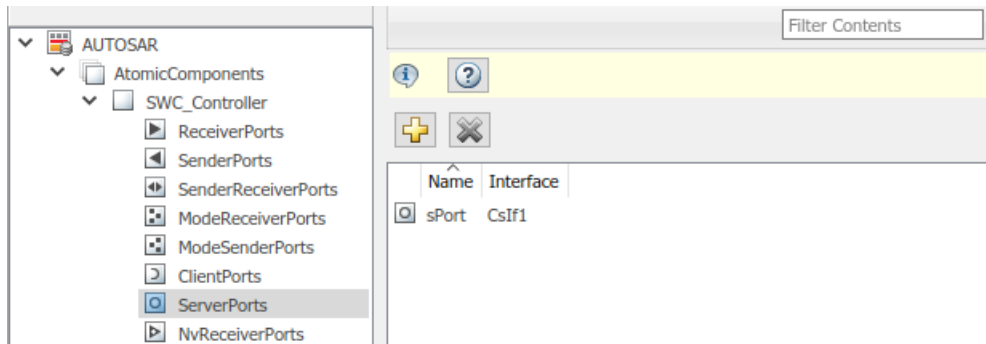 Filter Contents
AUTOSAR
AtomicComponents
SWC_Controller
ReceiverPorts
SenderPorts
SenderReceiverPorts
ModeReceiverPorts
ModeSenderPorts
ClientPorts
ServerPorts
NvReceiverPorts
Name Interface
sPort CsIf1